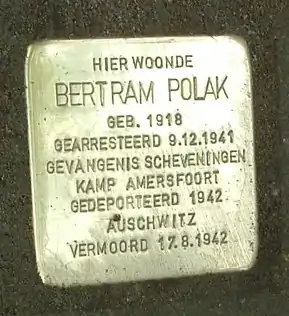 HIER WOONDE
BERTRAM POLAK
GEB. 1918
GEARRESTEERD 9.12.1941
GEVANGENIS SCHEVENINGEN
KAMP AMERSFOORT
GEDEPORTEERD 1942
AUSCHWITZ
VERMOORD 17.8.1942